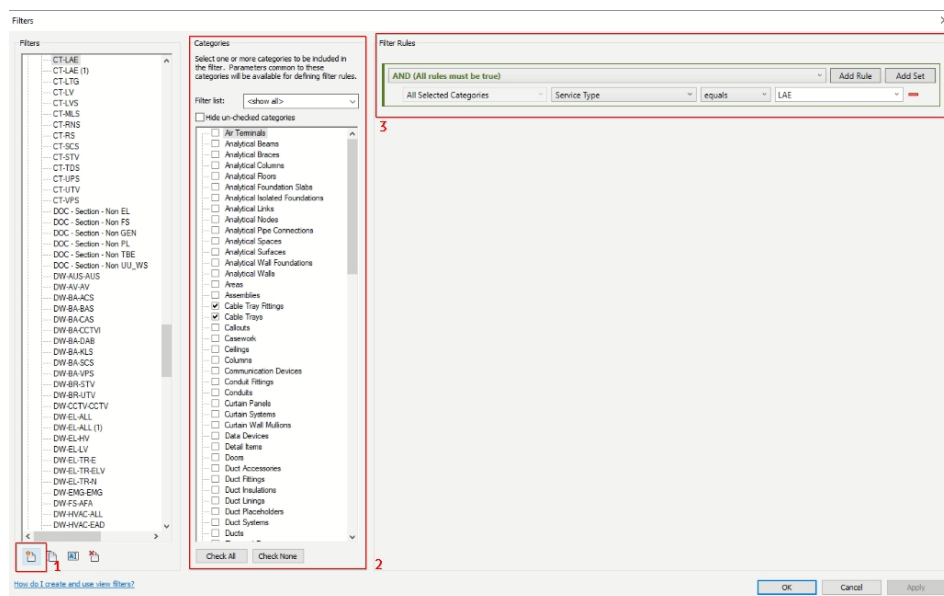 Filters
Filters
CT-LAE
CT-LAE (1)
CT-LTG
CT-LV
CT-LVS
CT-MLS
CT-RNS
CT-RS
CT-SCS
CT-STV
CT-TDS
CT-UPS
CT-UTV
CT-VPS
DOC - Section - Non EL
DOC - Section - Non FS
DOC - Section - Non GEN
DOC - Section - Non PL
DOC - Section - Non TBE
DOC - Section - Non UU_WS
DW-AUS-AUS
DW-AV-AV
DW-BA-ACS
DW-BA-BAS
DW-BA-CAS
DW-BA-CCTVI
DW-BA-DAB
DW-BA-KLS
DW-BA-SCS
DW-BA-VPS
DW-BR-STV
DW-BR-UTV
DW-CCTV-CCTV
DW-EL-ALL
DW-EL-ALL (1)
DW-EL-HV
DW-EL-LV
DW-EL-TR-E
DW-EL-TR-ELV
DW-EL-TR-N
DW-EMG-EMG
DW-FS-AFA
DW-HVAC-ALL
DW-HVAC-EAD
1
How do I create and use view filters?
Categories
Select one or more categories to be included in
the filter. Parameters common to these
categories will be available for defining filter rules.
Filter list: <show all>
Hide un-checked categories
Air Terminals
Analytical Beams
Analytical Braces
Analytical Columns
Analytical Floors
Analytical Foundation Slabs
Analytical Isolated Foundations
Analytical Links
Analytical Nodes
Analytical Pipe Connections
Analytical Spaces
Analytical Surfaces
Analytical Wall Foundations
Analytical Walls
Areas
Assemblies
Cable Tray Fittings
Cable Trays
Callouts
Casework
Ceilings
Columns
Communication Devices
Conduit Fittings
Conduits
Curtain Panels
Curtain Systems
Curtain Wall Mullions
Data Devices
Detail Items
Doors
Duct Accessories
Duct Fittings
Duct Insulations
Duct Linings
Duct Placeholders
Duct Systems
Ducts
Check All Check None
2
Filter Rules
AND (All rules must be true) Add Rule Add Set
All Selected Categories Service Type equals LAE
3
OK Cancel Apply